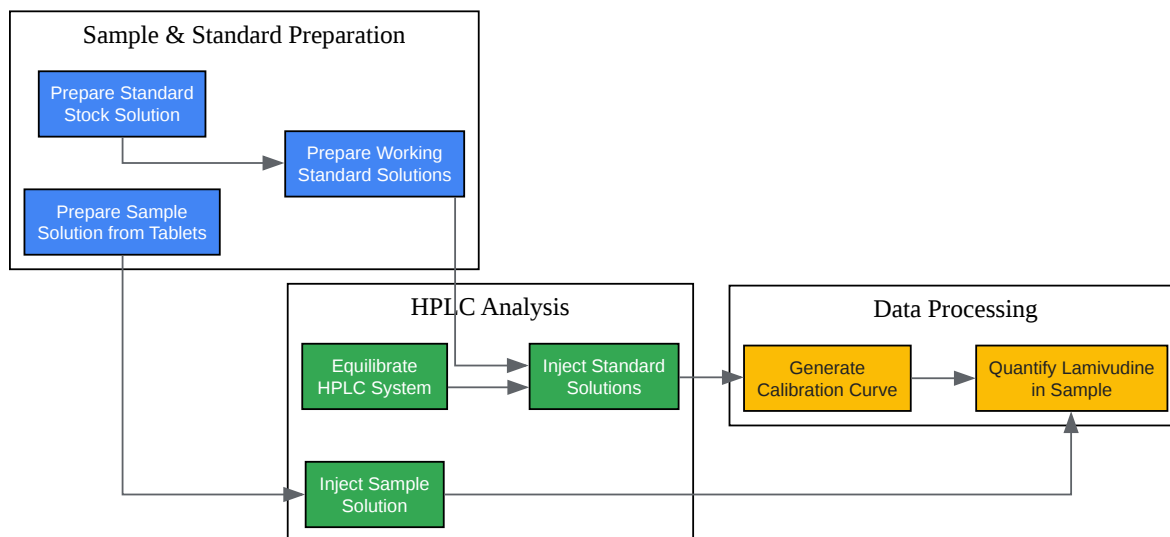 Sample & Standard Preparation
Prepare Standard
Stock Solution
Prepare Working
Standard Solutions
Prepare Sample
Solution from Tablets
HPLC Analysis
Equilibrate
HPLC System
Inject Standard
Solutions
Inject Sample
Solution
Data Processing
Generate
Calibration Curve
Quantify Lamivudine
in Sample